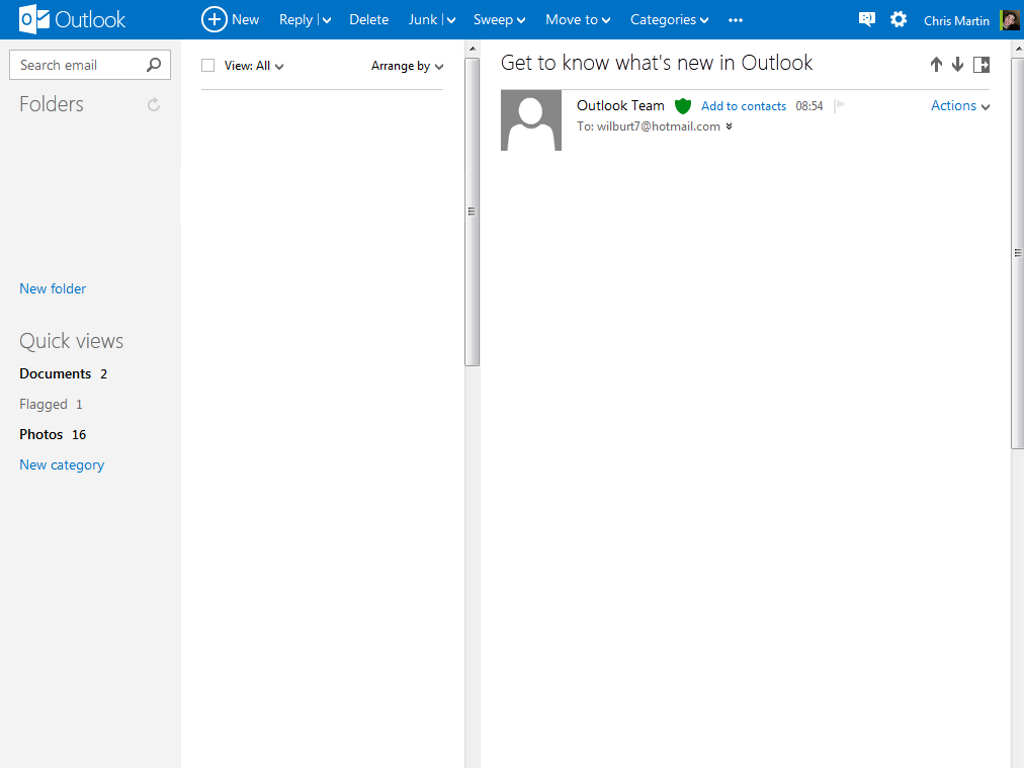 Outlook
New Reply Delete Junk Sweep Move to Categories ••• Chris Martin
Search email
Folders
New folder
Quick views
Documents 2
Flagged 1
Photos 16
New category
View: All Arrange by
Get to know what's new in Outlook
Outlook Team Add to contacts 08:54 Actions
To: wilburt7@hotmail.com